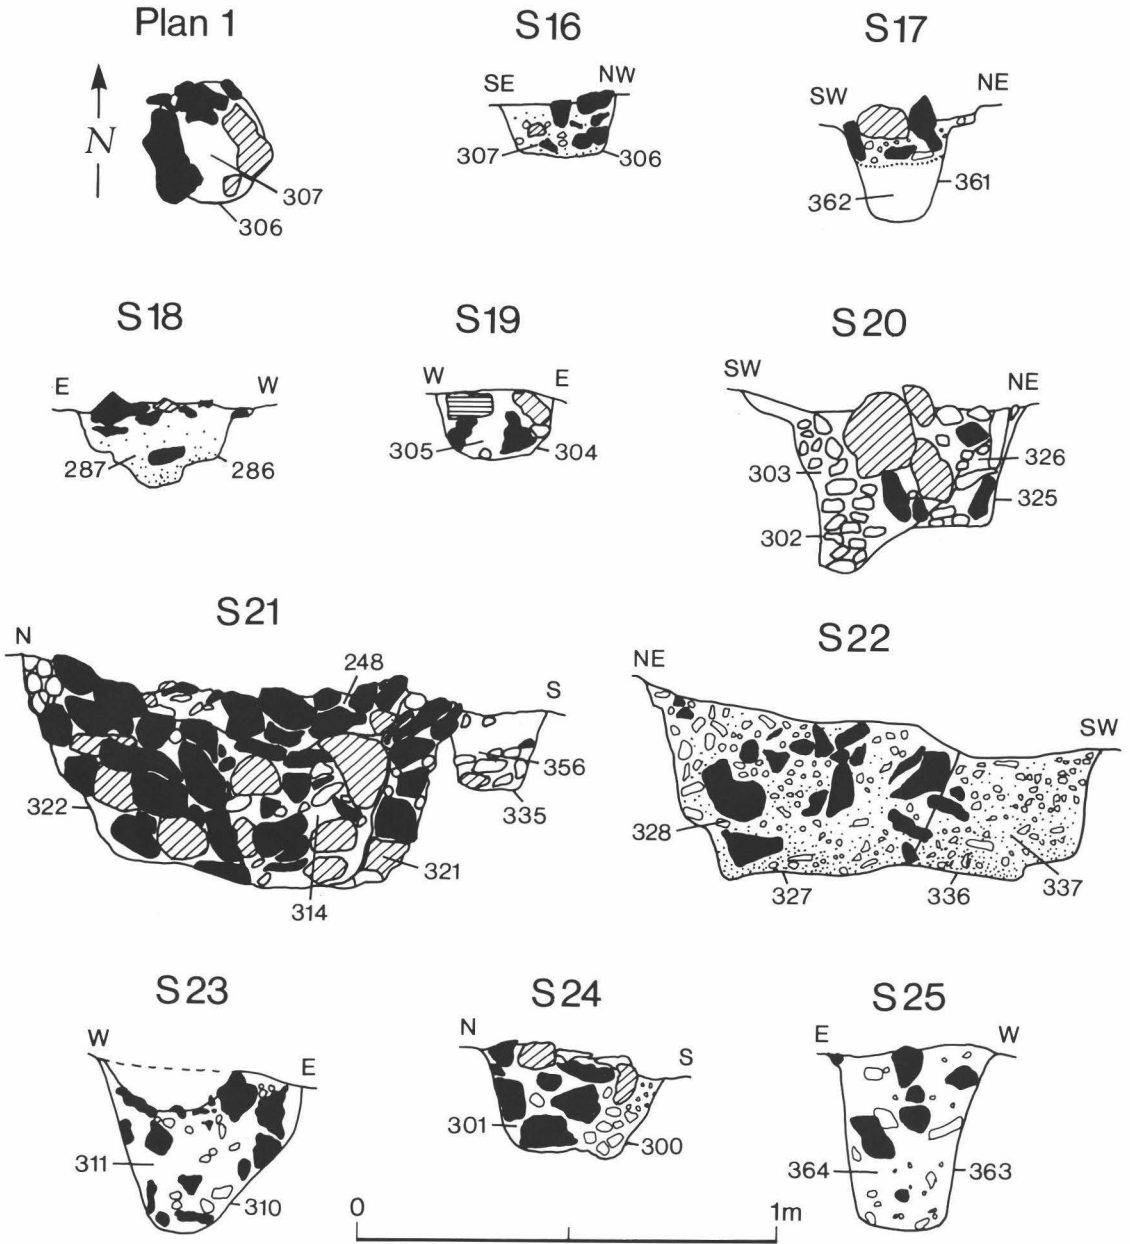 Plan 1
N
307
306
S16
SE NW
307 306
S17
SW NE
362 361
S18
E W
287 286
S19
W E
305 304
S20
SW NE
303 326
302 325
S21
N S
248
356
322 335
321
314
S22
NE SW
328
327 336 337
S23
W E
311
310
S24
N S
301 300
S25
E W
364 363
0 1m